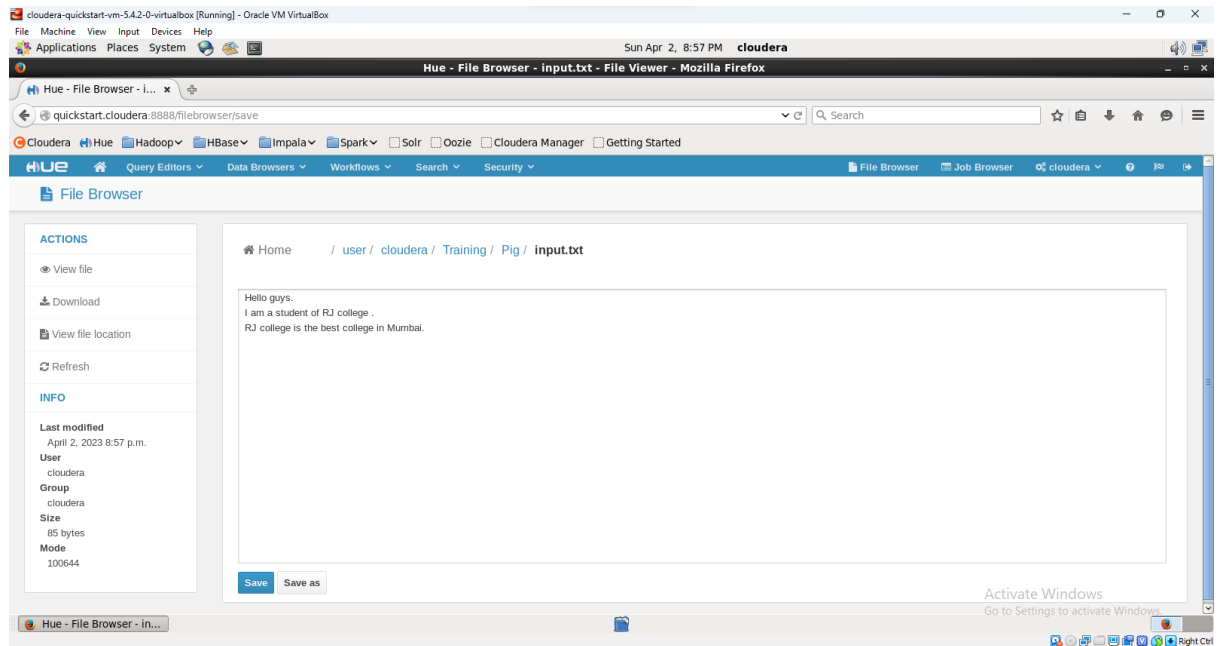 cloudera-quickstart-vm-5.4.2-0-virtualbox [Running] - Oracle VM VirtualBox
File Machine View Input Devices Help
Applications Places System Sun Apr 2, 8:57 PM cloudera
Hue - File Browser - input.txt - File Viewer - Mozilla Firefox
Hue - File Browser - i...
quickstart.cloudera:8888/filebrowser/save Search
Cloudera Hue Hadoop HBase Impala Spark Solr Oozie Cloudera Manager Getting Started
HUE Query Editors Data Browsers Workflows Search Security File Browser Job Browser cloudera
File Browser
ACTIONS
View file
Download
View file location
Refresh
INFO
Last modified
April 2, 2023 8:57 p.m.
User
cloudera
Group
cloudera
Size
85 bytes
Mode
100644
Home / user / cloudera / Training / Pig / input.txt
Hello guys.
I am a student of RJ college .
RJ college is the best college in Mumbai.
Save Save as
Activate Windows
Go to Settings to activate Windows.
Hue - File Browser - in...
Right Ctrl